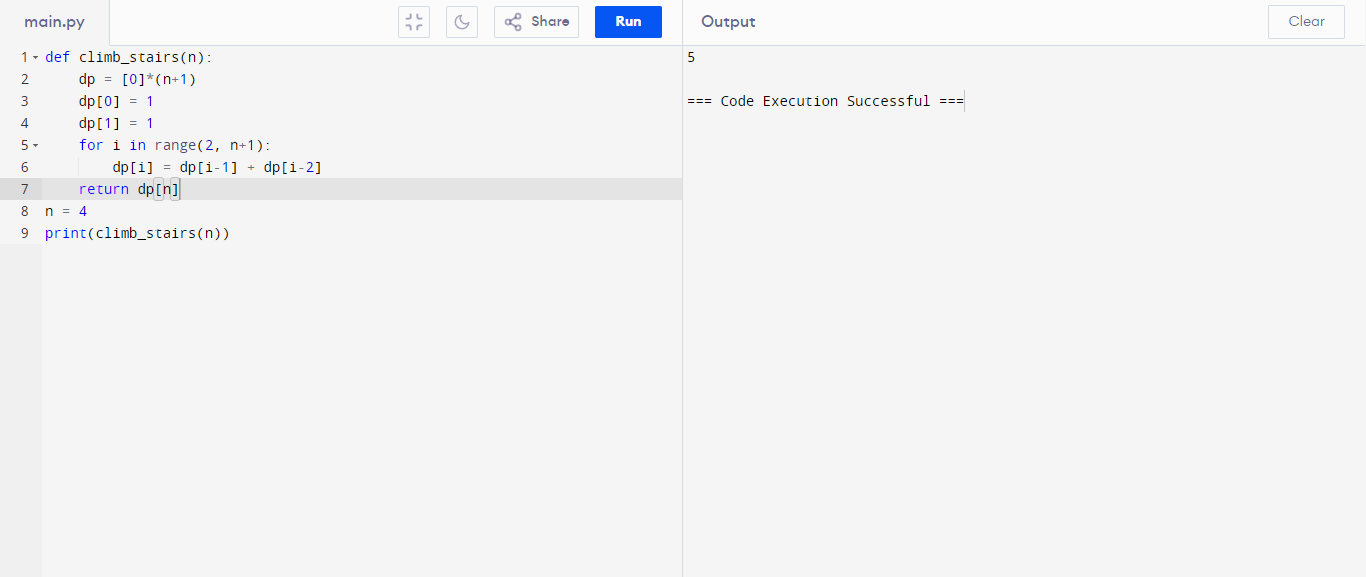 main.py Share Run Output Clear
1 def climb_stairs(n):
2     dp = [0]*(n+1)
3     dp[0] = 1
4     dp[1] = 1
5     for i in range(2, n+1):
6         dp[i] = dp[i-1] + dp[i-2]
7     return dp[n]
8 n = 4
9 print(climb_stairs(n))
5
=== Code Execution Successful ===